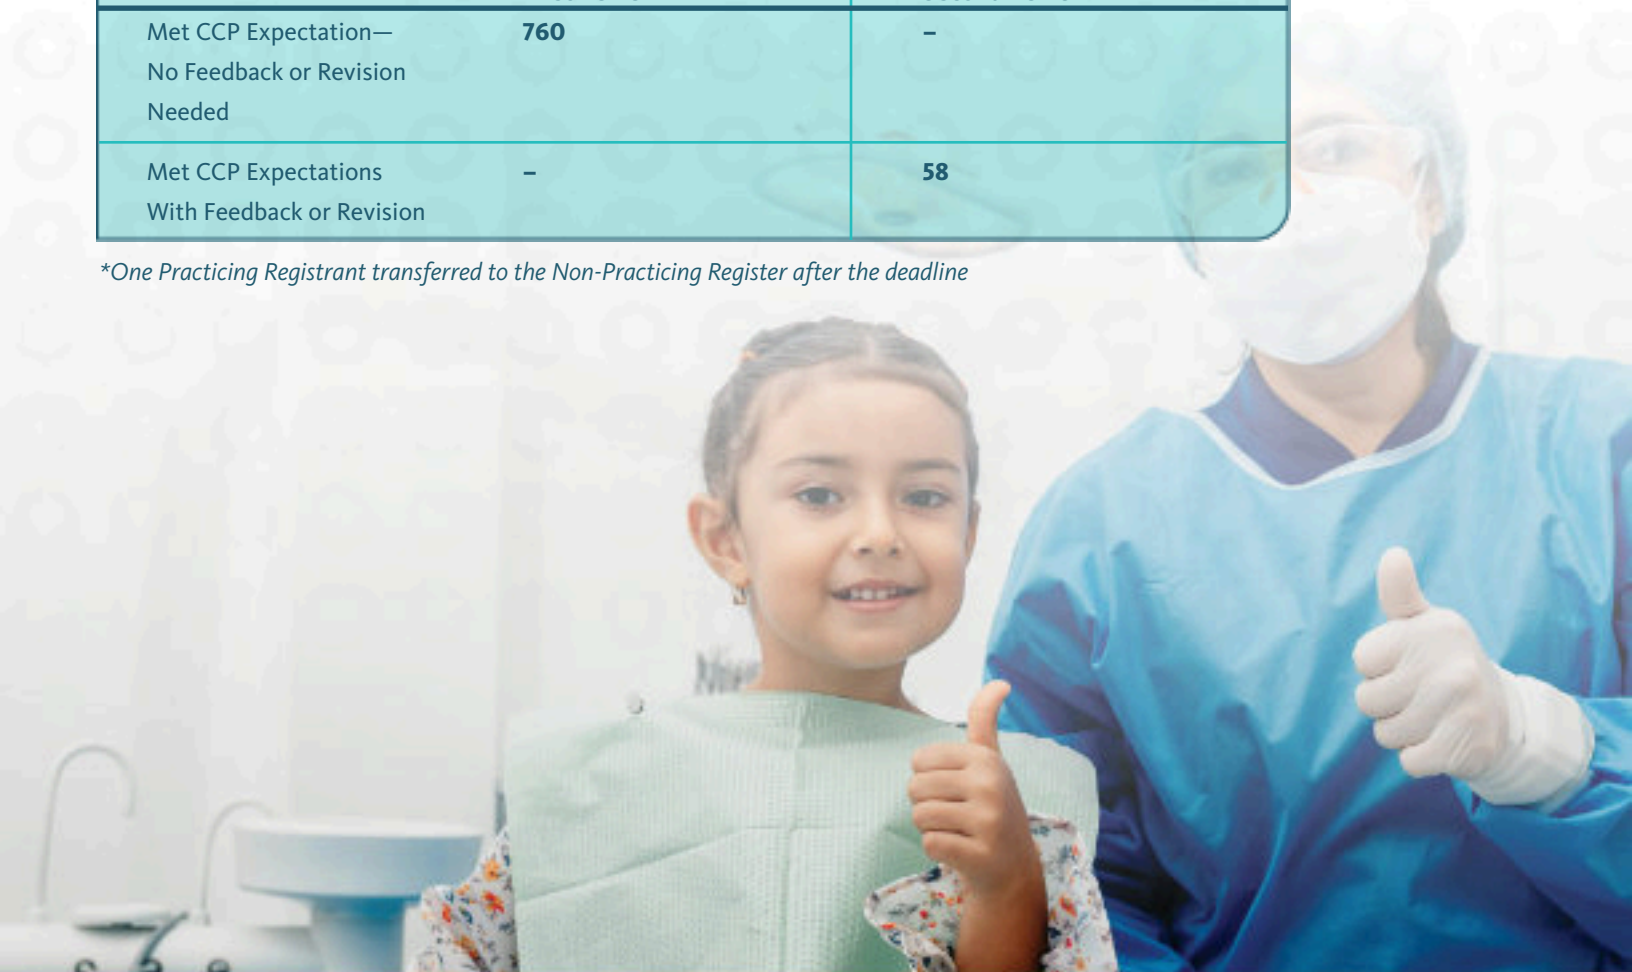 Met CCP Expectation— 760 –
No Feedback or Revision
Needed
Met CCP Expectations – 58
With Feedback or Revision
*One Practicing Registrant transferred to the Non-Practicing Register after the deadline